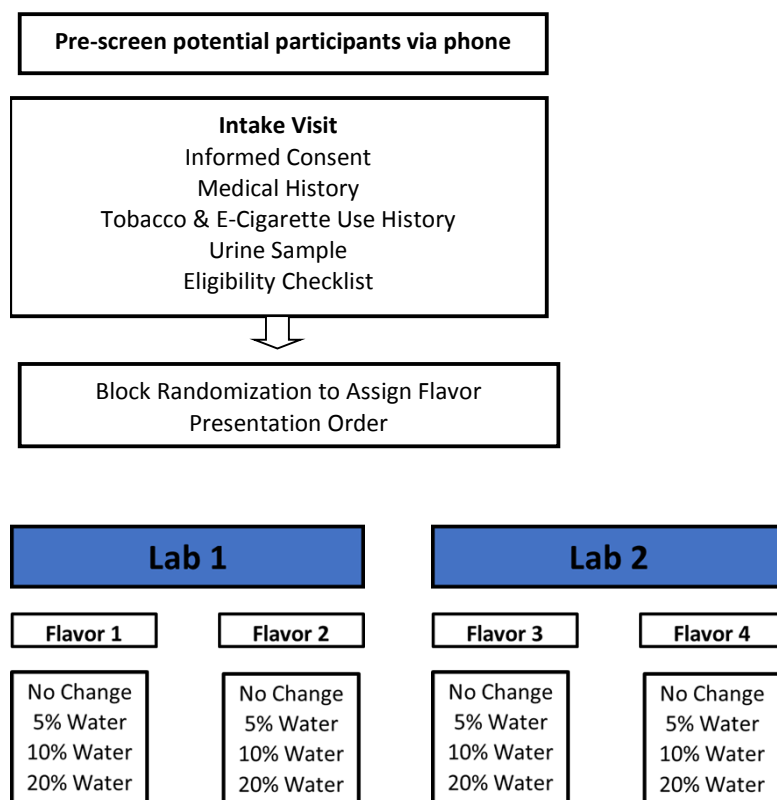 Pre-screen potential participants via phone
Intake Visit
Informed Consent
Medical History
Tobacco & E-Cigarette Use History
Urine Sample
Eligibility Checklist
Block Randomization to Assign Flavor
Presentation Order
Lab 1
Lab 2
Flavor 1
Flavor 2
Flavor 3
Flavor 4
No Change
5% Water
10% Water
20% Water
No Change
5% Water
10% Water
20% Water
No Change
5% Water
10% Water
20% Water
No Change
5% Water
10% Water
20% Water